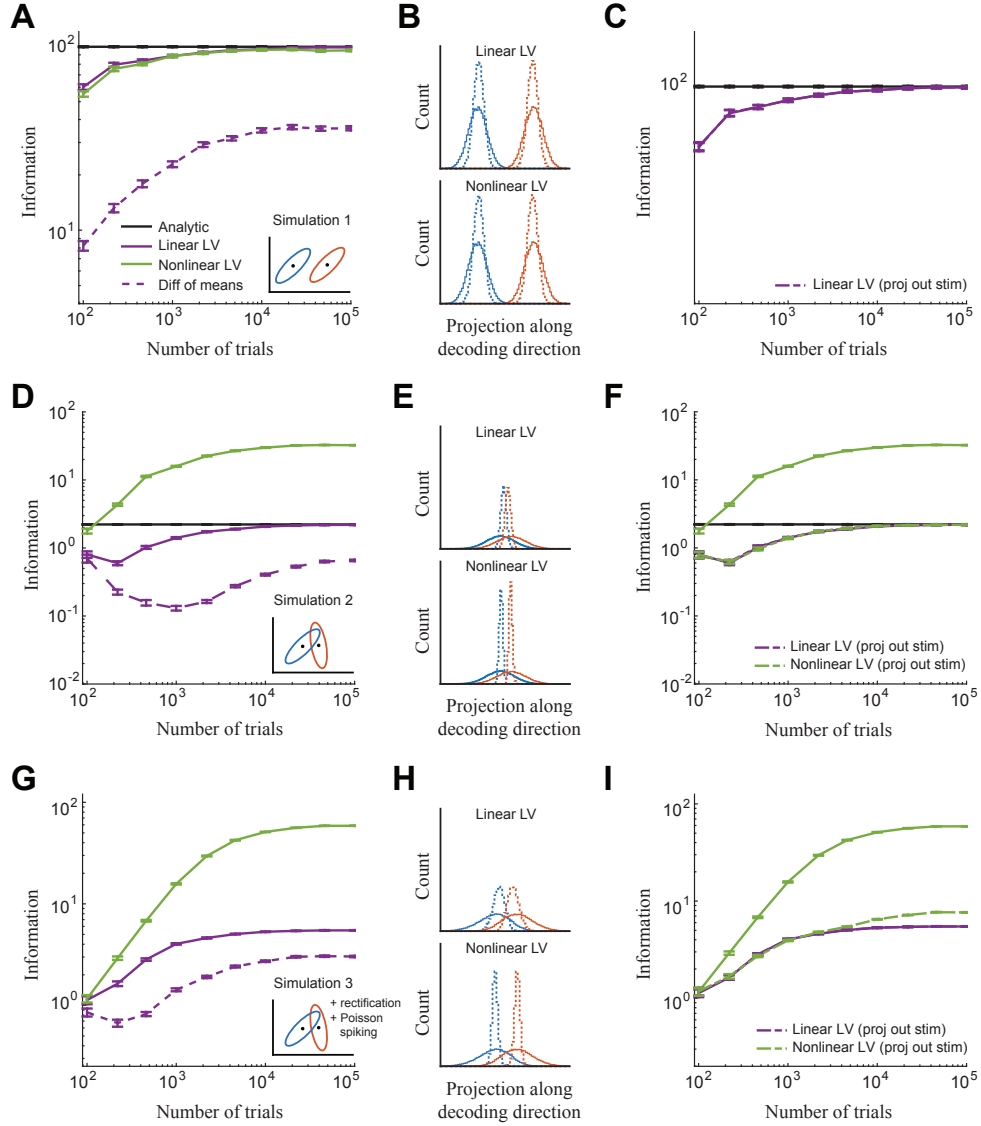 A
10^2
10^1
Information
Analytic
Linear LV
Nonlinear LV
Diff of means
Simulation 1
10^2
10^3
10^4
10^5
Number of trials
B
Linear LV
Count
Nonlinear LV
Count
Projection along
decoding direction
C
10^2
Information
Linear LV (proj out stim)
10^2
10^3
10^4
10^5
Number of trials
D
10^2
10^1
10^0
10^-1
10^-2
Information
Simulation 2
10^2
10^3
10^4
10^5
Number of trials
E
Linear LV
Count
Nonlinear LV
Count
Projection along
decoding direction
F
10^2
10^1
10^0
10^-1
10^-2
Information
Linear LV (proj out stim)
Nonlinear LV (proj out stim)
10^2
10^3
10^4
10^5
Number of trials
G
10^2
10^1
10^0
Information
Simulation 3
+ rectification
+ Poisson
spiking
10^2
10^3
10^4
10^5
Number of trials
H
Linear LV
Count
Nonlinear LV
Count
Projection along
decoding direction
I
10^2
10^1
10^0
Information
Linear LV (proj out stim)
Nonlinear LV (proj out stim)
10^2
10^3
10^4
10^5
Number of trials